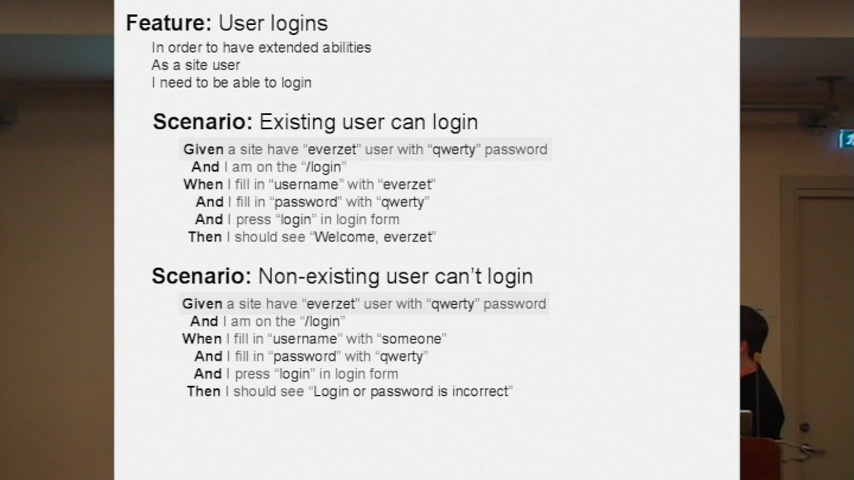 Feature: User logins
In order to have extended abilities
As a site user
I need to be able to login
Scenario: Existing user can login
Given a site have “everzet” user with “qwerty” password
And I am on the “/login”
When I fill in “username” with “everzet”
And I fill in “password” with “qwerty”
And I press “login” in login form
Then I should see “Welcome, everzet”
Scenario: Non-existing user can’t login
Given a site have “everzet” user with “qwerty” password
And I am on the “/login”
When I fill in “username” with “someone”
And I fill in “password” with “qwerty”
And I press “login” in login form
Then I should see “Login or password is incorrect”